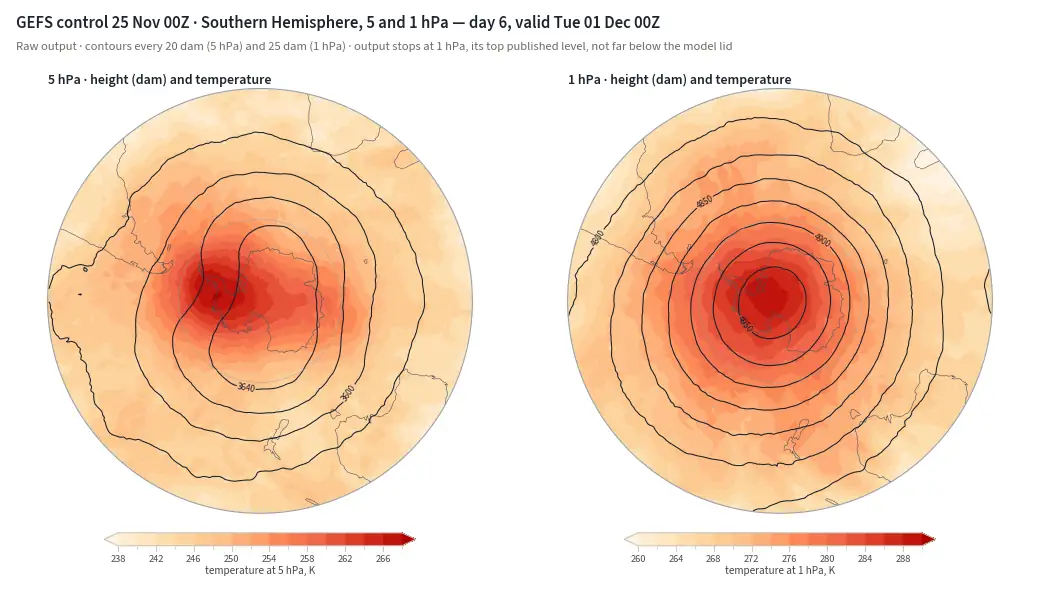 GEFS control 25 Nov 00Z · Southern Hemisphere, 5 and 1 hPa — day 6, valid Tue 01 Dec 00Z
Raw output · contours every 20 dam (5 hPa) and 25 dam (1 hPa) · output stops at 1 hPa, its top published level, not far below the model lid
5 hPa · height (dam) and temperature
1 hPa · height (dam) and temperature
4850
4800
4900
4950
3640
3600
238 242 246 250 254 258 262 266
260 264 268 272 276 280 284 288
temperature at 5 hPa, K
temperature at 1 hPa, K